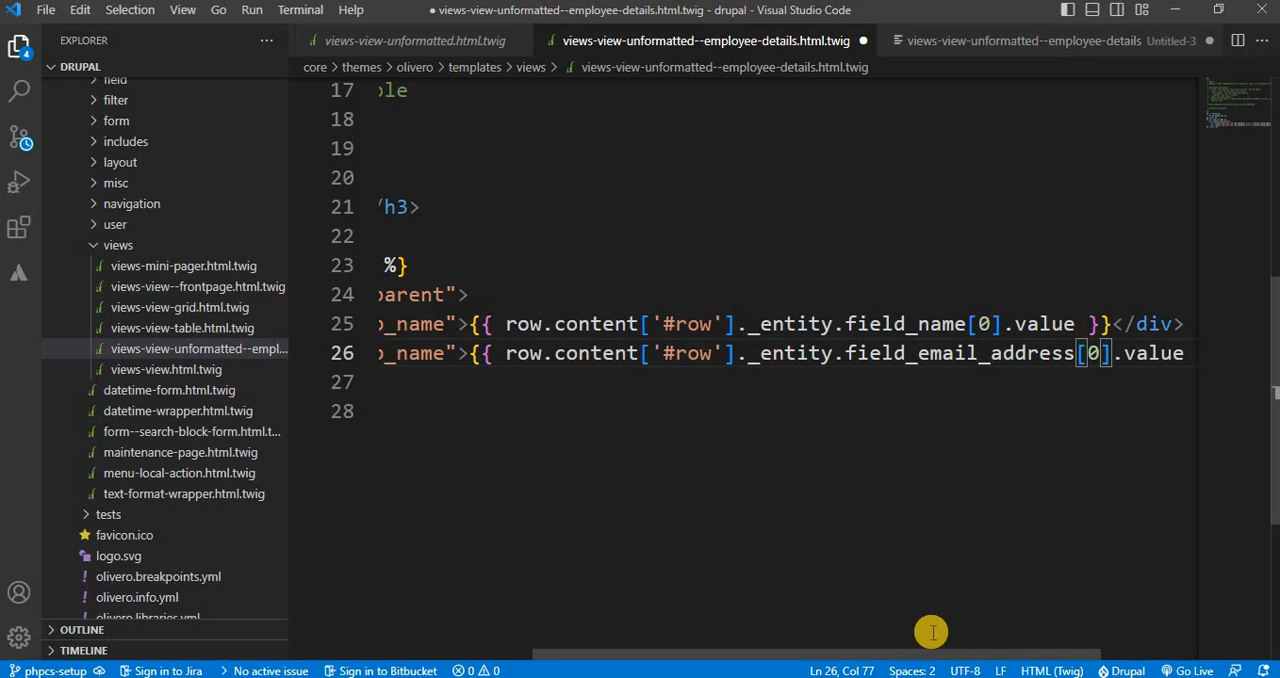 File Edit Selection View Go Run Terminal Help
● views-view-unformatted--employee-details.html.twig - drupal - Visual Studio Code
EXPLORER
views-view-unformatted.html.twig
views-view-unformatted--employee-details.html.twig
views-view-unformatted--employee-details Untitled-3
DRUPAL
core > themes > olivero > templates > views > views-view-unformatted--employee-details.html.twig
field
filter
form
includes
layout
misc
navigation
user
views
views-mini-pager.html.twig
views-view--frontpage.html.twig
views-view-grid.html.twig
views-view-table.html.twig
views-view-unformatted--empl...
views-view.html.twig
datetime-form.html.twig
datetime-wrapper.html.twig
form--search-block-form.html.t...
maintenance-page.html.twig
menu-local-action.html.twig
text-format-wrapper.html.twig
tests
favicon.ico
logo.svg
olivero.breakpoints.yml
olivero.info.yml
olivero.libraries.yml
OUTLINE
TIMELINE
4
17 ble
18
19
20
21 /h3>
22
23 %}
24 parent">
25 p_name">{{ row.content['#row']._entity.field_name[0].value }}</div>
26 p_name">{{ row.content['#row']._entity.field_email_address[0].value
27
28
phpcs-setup Sign in to Jira No active issue Sign in to Bitbucket 0 0 Ln 26, Col 77 Spaces: 2 UTF-8 LF HTML (Twig) Drupal Go Live